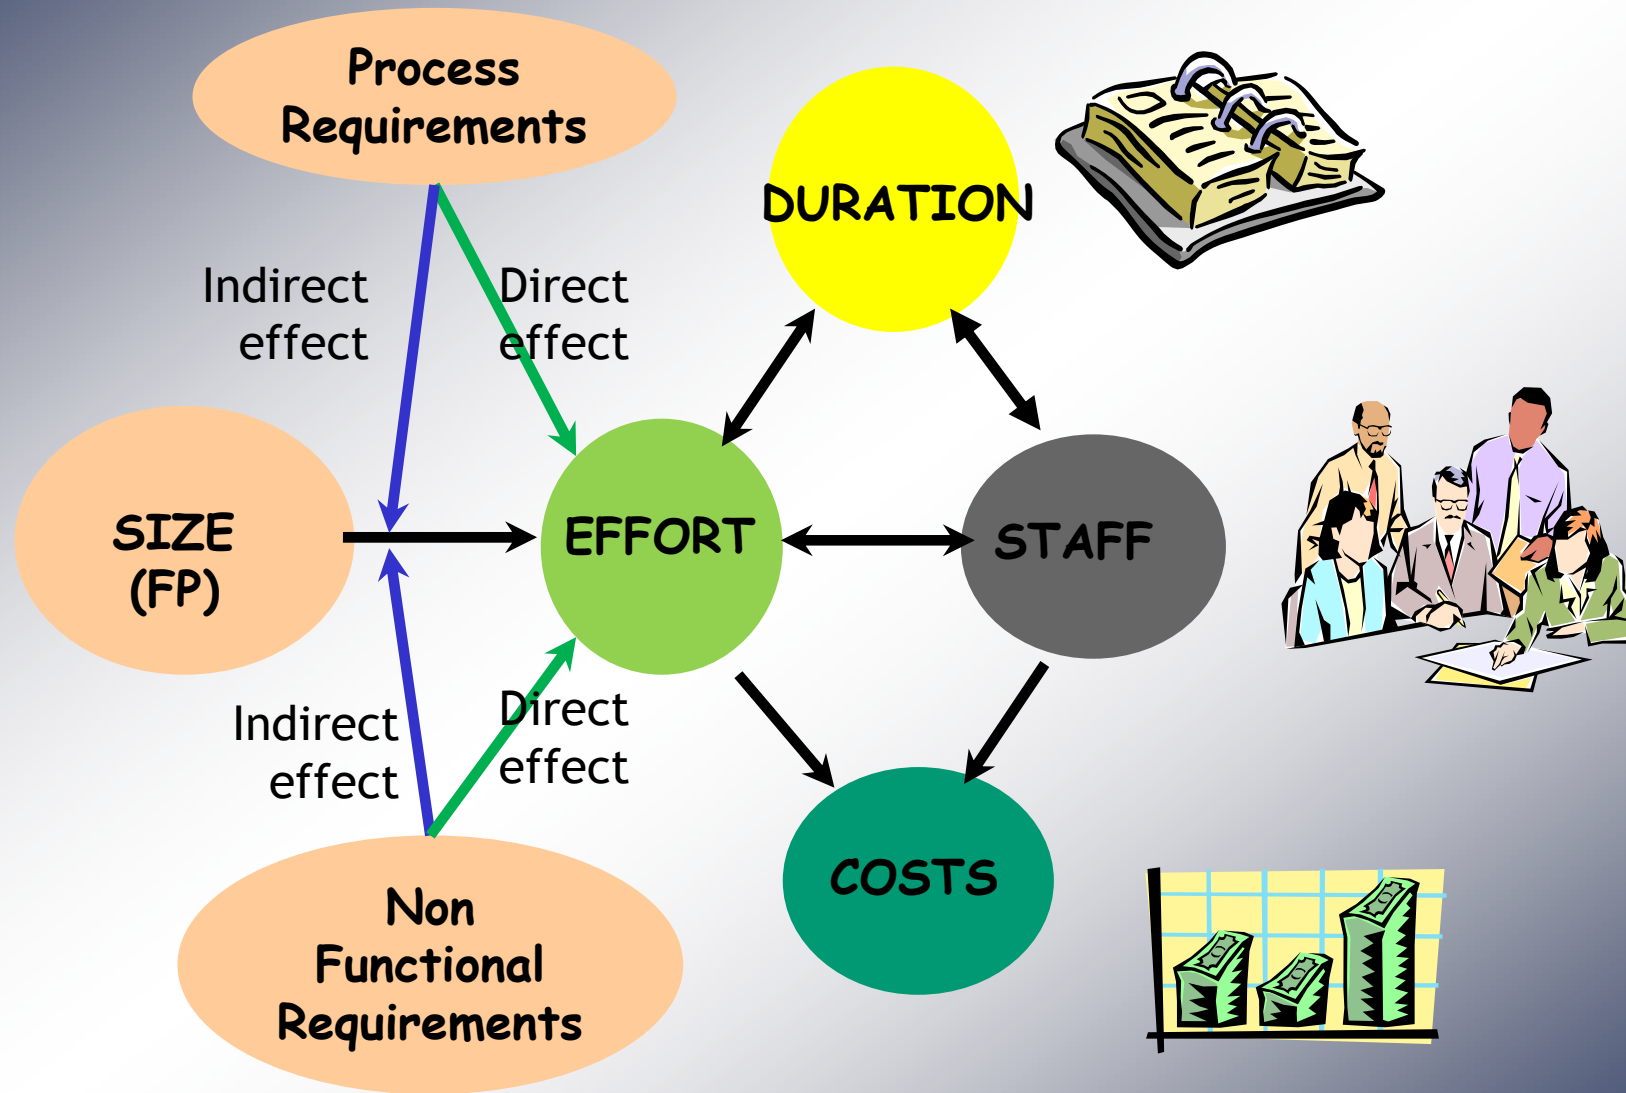 Process
Requirements
DURATION
Indirect
effect
Direct
effect
SIZE
(FP)
EFFORT
STAFF
Indirect
effect
Direct
effect
COSTS
Non
Functional
Requirements